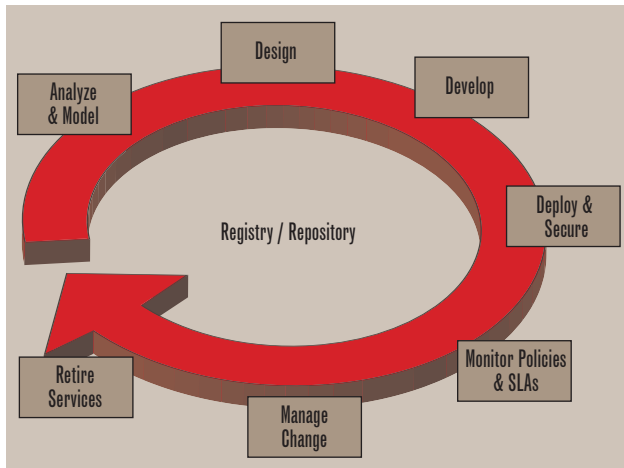 Design
Analyze
& Model
Develop
Registry / Repository
Deploy &
Secure
Monitor Policies
& SLAs
Retire
Services
Manage
Change